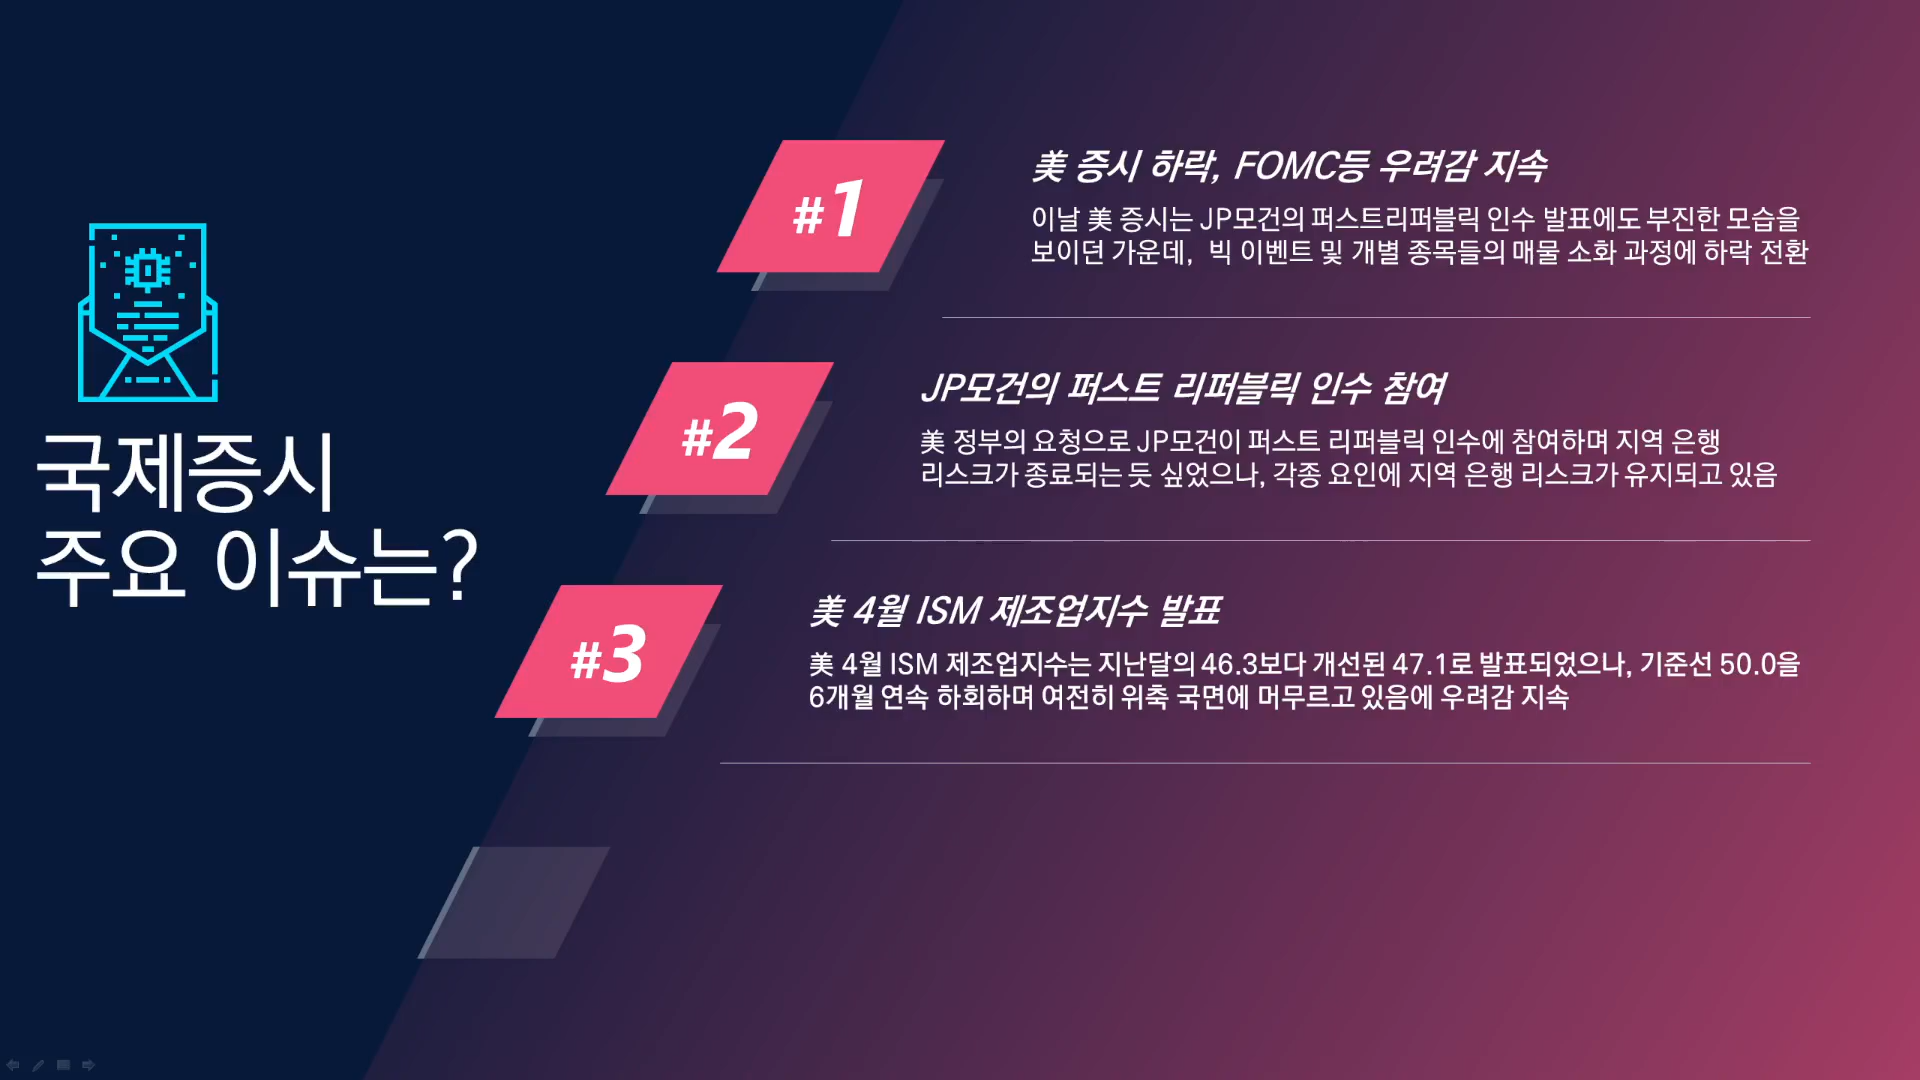 국제증시
주요 이슈는?
#1
美 증시 하락, FOMC등 우려감 지속
이날 美 증시는 JP모건의 퍼스트리퍼블릭 인수 발표에도 부진한 모습을
보이던 가운데, 빅 이벤트 및 개별 종목들의 매물 소화 과정에 하락 전환
#2
JP모건의 퍼스트 리퍼블릭 인수 참여
美 정부의 요청으로 JP모건이 퍼스트 리퍼블릭 인수에 참여하며 지역 은행
리스크가 종료되는 듯 싶었으나, 각종 요인에 지역 은행 리스크가 유지되고 있음
#3
美 4월 ISM 제조업지수 발표
美 4월 ISM 제조업지수는 지난달의 46.3보다 개선된 47.1로 발표되었으나, 기준선 50.0을
6개월 연속 하회하며 여전히 위축 국면에 머무르고 있음에 우려감 지속